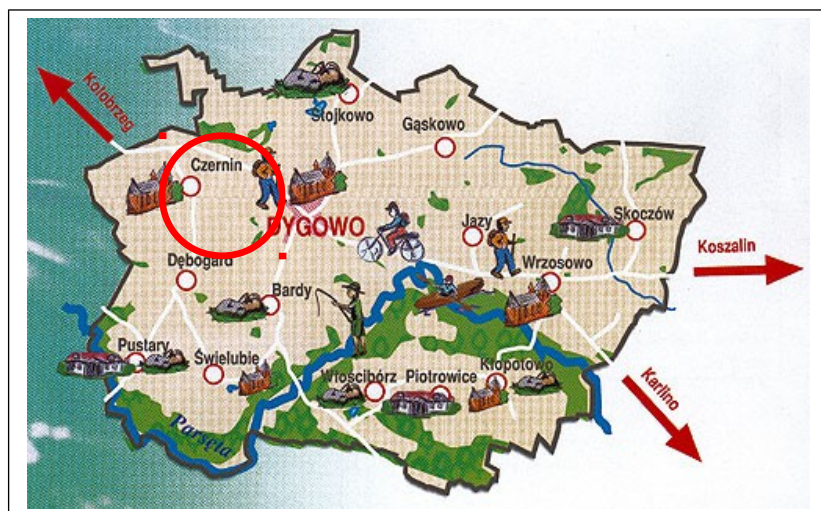 Kołobrzeg
Stojkowo
Gąskowo
Czernin
DYGOWO
Jazy
Skoczów
Koszalin
Wrzosowo
Dębogard
Bardy
Pustary
Świelubie
Włościbórz
Piotrowice
Kłopotowo
Karlino
Parsęta